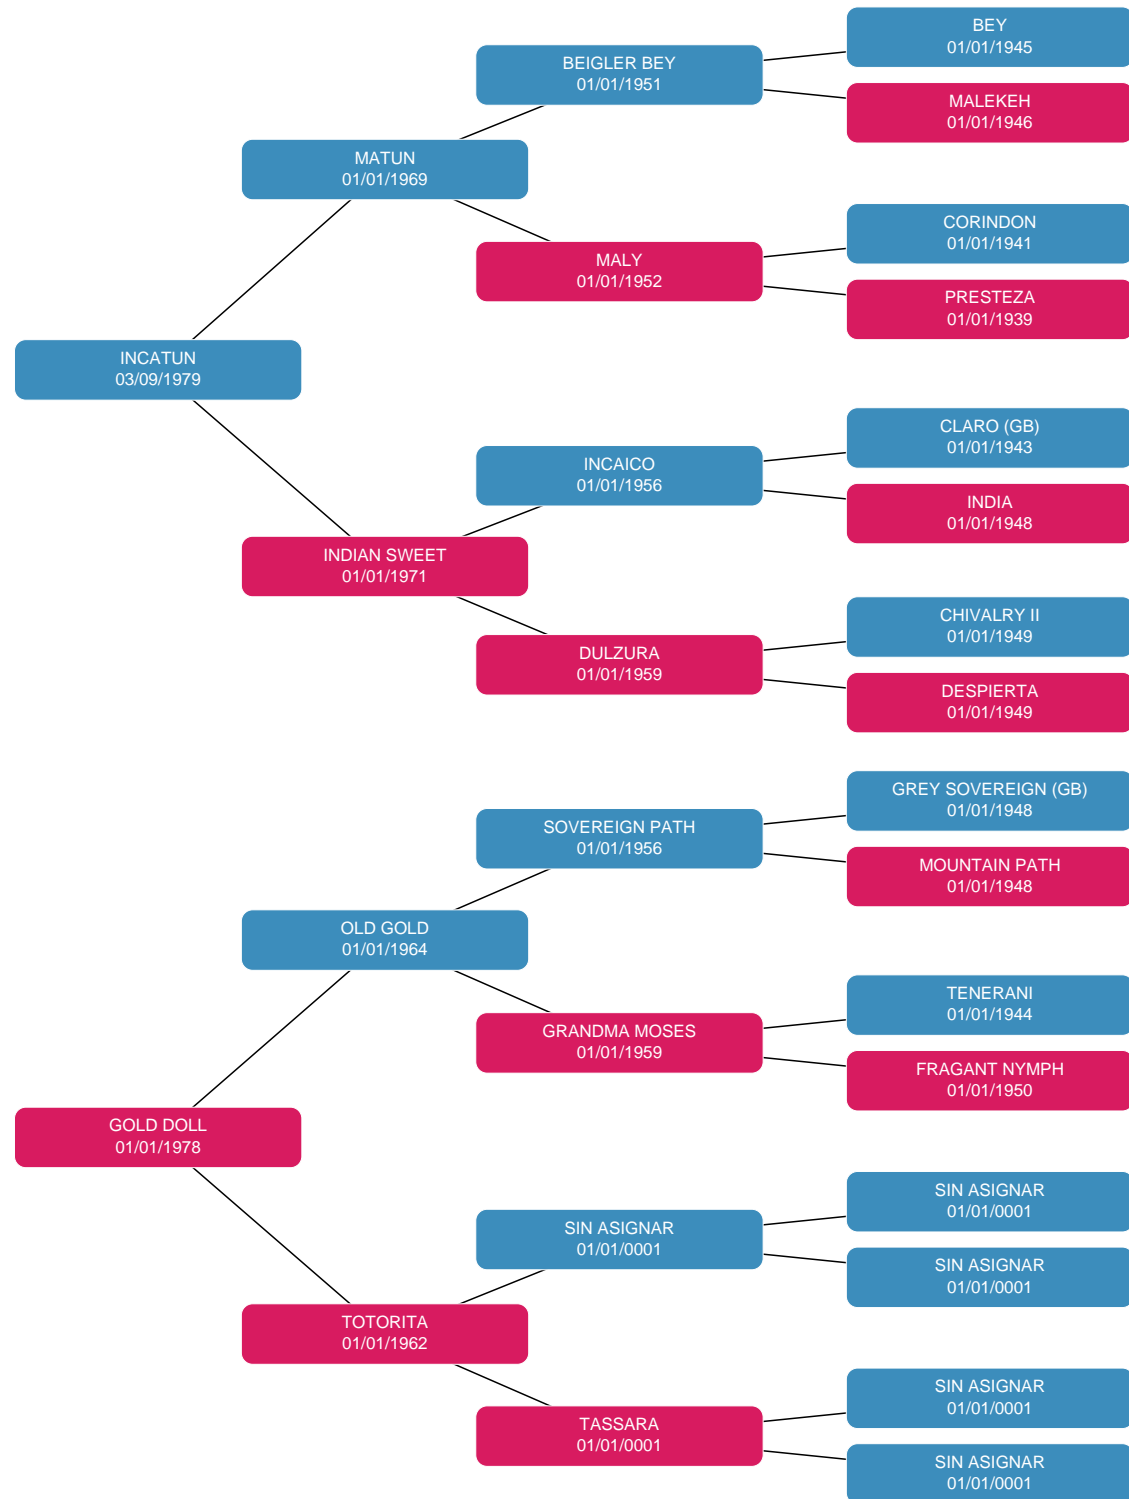 BEY
01/01/1945
BEIGLER BEY
01/01/1951
MALEKEH
01/01/1946
MATUN
01/01/1969
CORINDON
01/01/1941
MALY
01/01/1952
PRESTEZA
01/01/1939
INCATUN
03/09/1979
CLARO (GB)
01/01/1943
INCAICO
01/01/1956
INDIA
01/01/1948
INDIAN SWEET
01/01/1971
CHIVALRY II
01/01/1949
DULZURA
01/01/1959
DESPIERTA
01/01/1949
GREY SOVEREIGN (GB)
01/01/1948
SOVEREIGN PATH
01/01/1956
MOUNTAIN PATH
01/01/1948
OLD GOLD
01/01/1964
TENERANI
01/01/1944
GRANDMA MOSES
01/01/1959
FRAGANT NYMPH
01/01/1950
GOLD DOLL
01/01/1978
SIN ASIGNAR
01/01/0001
SIN ASIGNAR
01/01/0001
SIN ASIGNAR
01/01/0001
TOTORITA
01/01/1962
SIN ASIGNAR
01/01/0001
TASSARA
01/01/0001
SIN ASIGNAR
01/01/0001